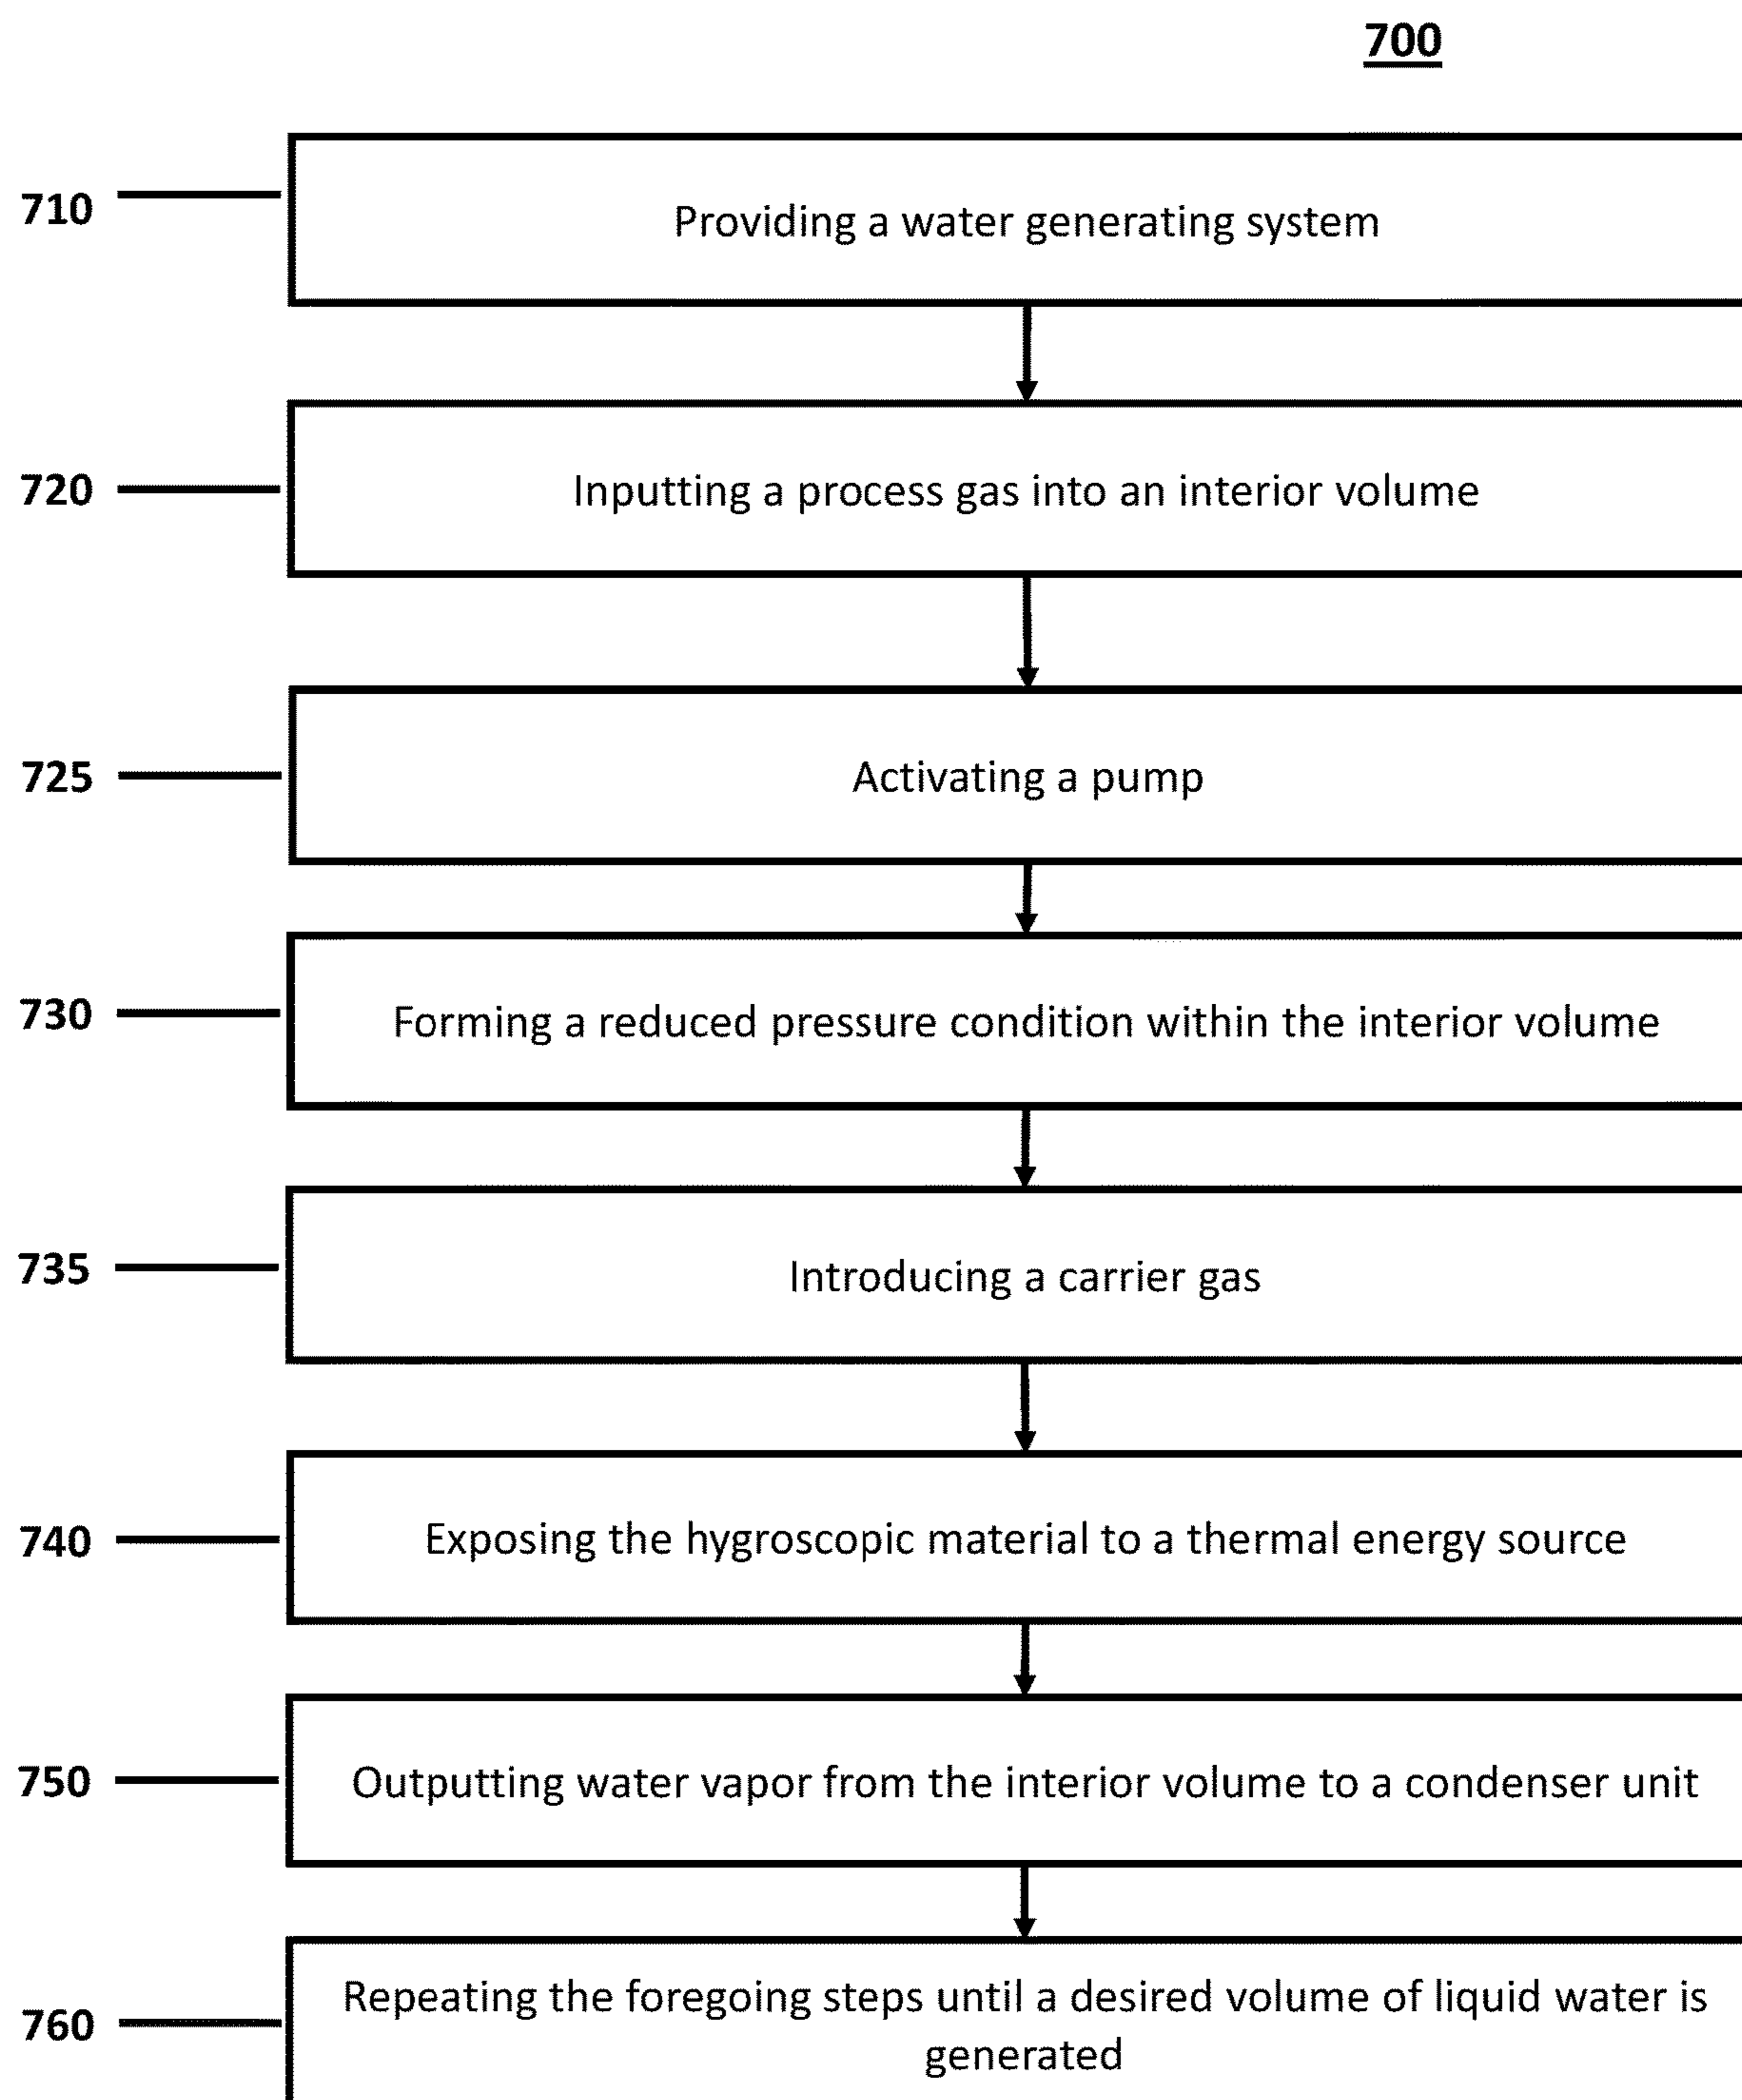 700
710
Providing a water generating system
720
Inputting a process gas into an interior volume
725
Activating a pump
730
Forming a reduced pressure condition within the interior volume
735
Introducing a carrier gas
740
Exposing the hygroscopic material to a thermal energy source
750
Outputting water vapor from the interior volume to a condenser unit
760
Repeating the foregoing steps until a desired volume of liquid water is
generated